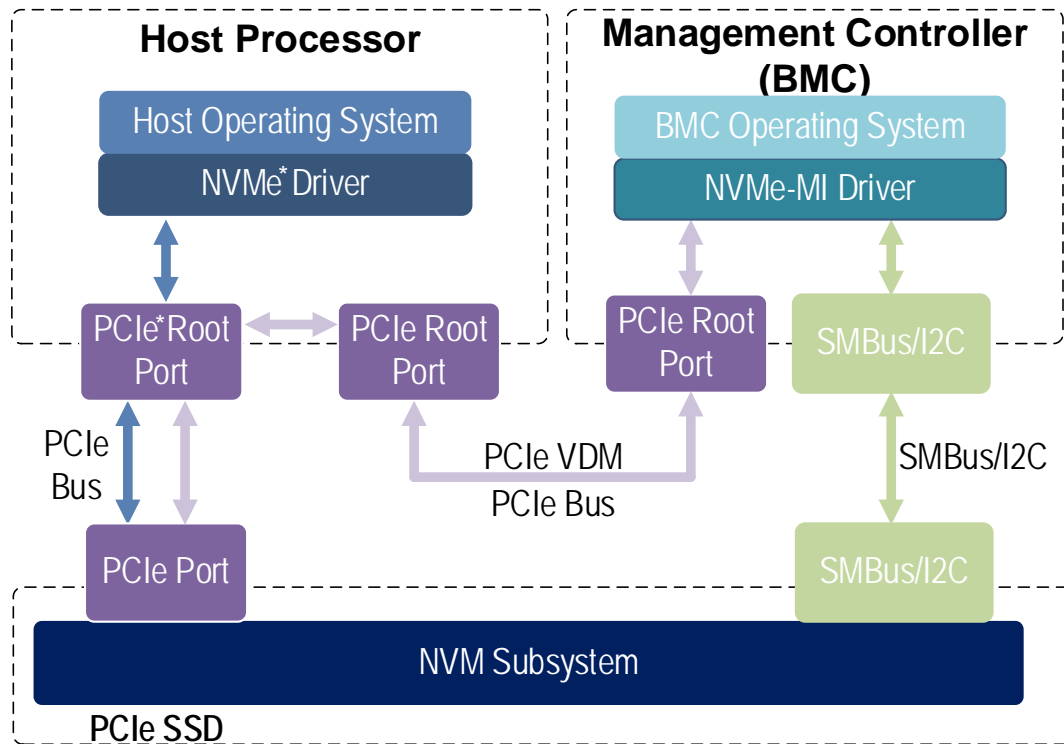 Host Processor
Host Operating System
NVMe* Driver
PCIe* Root
Port
PCIe Root
Port
Management Controller
(BMC)
BMC Operating System
NVMe-MI Driver
PCIe Root
Port
SMBus/I2C
PCIe
Bus
PCIe VDM
PCIe Bus
SMBus/I2C
PCIe Port
SMBus/I2C
NVM Subsystem
PCIe SSD